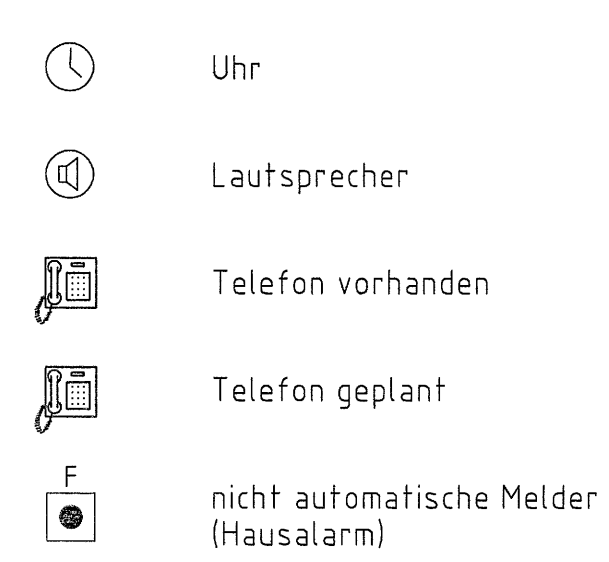 Uhr
Lautsprecher
Telefon vorhanden
Telefon geplant
F
nicht automatische Melder
(Hausalarm)